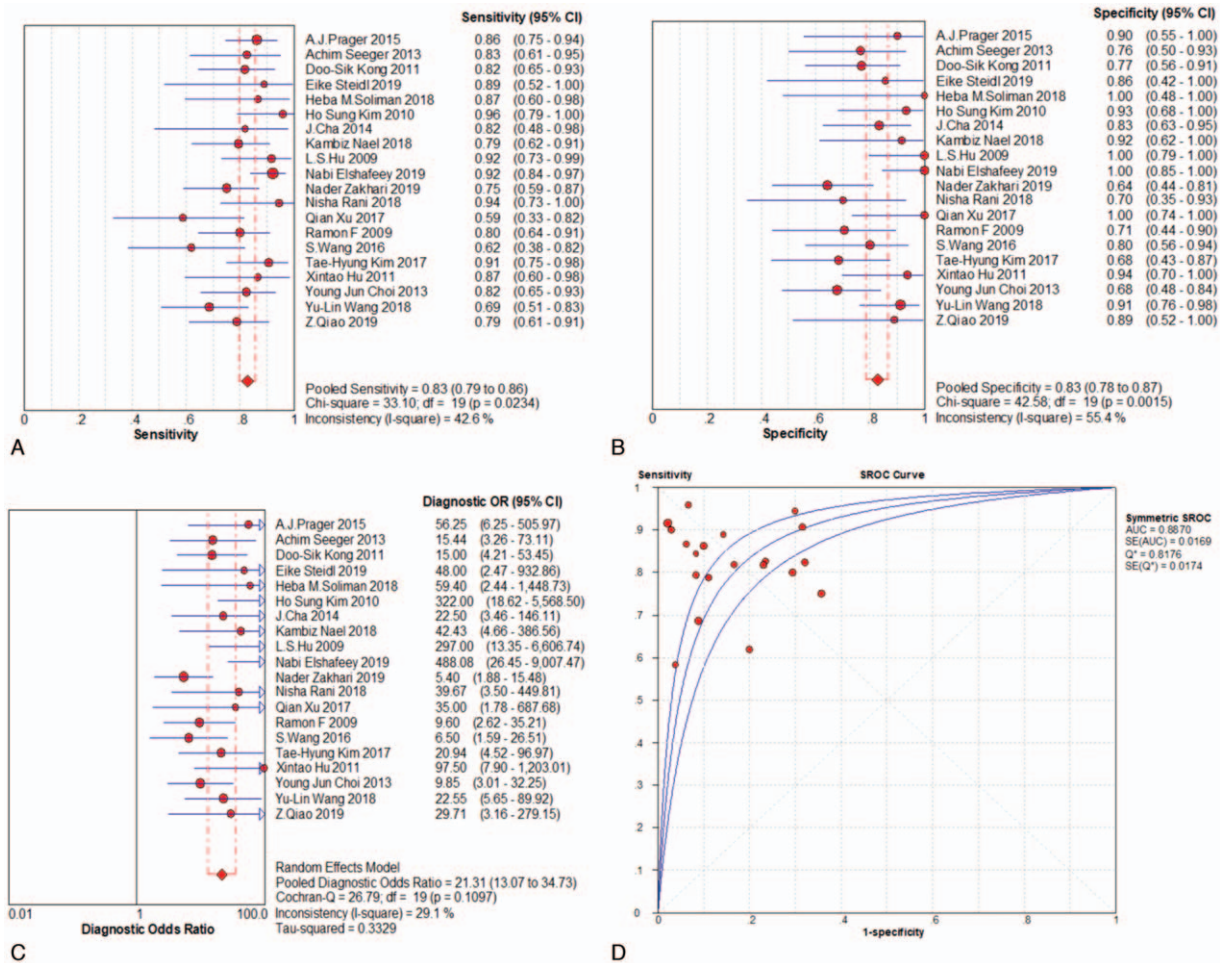 Sensitivity (95% CI)
A.J.Prager 2015 0.86 (0.75 - 0.94)
Achim Seeger 2013 0.83 (0.61 - 0.95)
Doo-Sik Kong 2011 0.82 (0.65 - 0.93)
Eike Steidl 2019 0.89 (0.52 - 1.00)
Heba M.Soliman 2018 0.87 (0.60 - 0.98)
Ho Sung Kim 2010 0.96 (0.79 - 1.00)
J.Cha 2014 0.82 (0.48 - 0.98)
Kambiz Nael 2018 0.79 (0.62 - 0.91)
L.S.Hu 2009 0.92 (0.73 - 0.99)
Nabi Elshafeey 2019 0.92 (0.84 - 0.97)
Nader Zakhari 2019 0.75 (0.59 - 0.87)
Nisha Rani 2018 0.94 (0.73 - 1.00)
Qian Xu 2017 0.59 (0.33 - 0.82)
Ramon F 2009 0.80 (0.64 - 0.91)
S.Wang 2016 0.62 (0.38 - 0.82)
Tae-Hyung Kim 2017 0.91 (0.75 - 0.98)
Xintao Hu 2011 0.87 (0.60 - 0.98)
Young Jun Choi 2013 0.82 (0.65 - 0.93)
Yu-Lin Wang 2018 0.69 (0.51 - 0.83)
Z.Qiao 2019 0.79 (0.61 - 0.91)
Pooled Sensitivity = 0.83 (0.79 to 0.86)
Chi-square = 33.10; df = 19 (p = 0.0234)
Inconsistency (I-square) = 42.6 %
0 .2 .4 .6 .8 1
Sensitivity
A
Specificity (95% CI)
A.J.Prager 2015 0.90 (0.55 - 1.00)
Achim Seeger 2013 0.76 (0.50 - 0.93)
Doo-Sik Kong 2011 0.77 (0.56 - 0.91)
Eike Steidl 2019 0.86 (0.42 - 1.00)
Heba M.Soliman 2018 1.00 (0.48 - 1.00)
Ho Sung Kim 2010 0.93 (0.68 - 1.00)
J.Cha 2014 0.83 (0.63 - 0.95)
Kambiz Nael 2018 0.92 (0.62 - 1.00)
L.S.Hu 2009 1.00 (0.79 - 1.00)
Nabi Elshafeey 2019 1.00 (0.85 - 1.00)
Nader Zakhari 2019 0.64 (0.44 - 0.81)
Nisha Rani 2018 0.70 (0.35 - 0.93)
Qian Xu 2017 1.00 (0.74 - 1.00)
Ramon F 2009 0.71 (0.44 - 0.90)
S.Wang 2016 0.80 (0.56 - 0.94)
Tae-Hyung Kim 2017 0.68 (0.43 - 0.87)
Xintao Hu 2011 0.94 (0.70 - 1.00)
Young Jun Choi 2013 0.68 (0.48 - 0.84)
Yu-Lin Wang 2018 0.91 (0.76 - 0.98)
Z.Qiao 2019 0.89 (0.52 - 1.00)
Pooled Specificity = 0.83 (0.78 to 0.87)
Chi-square = 42.58; df = 19 (p = 0.0015)
Inconsistency (I-square) = 55.4 %
0 .2 .4 .6 .8 1
Specificity
B
Diagnostic OR (95% CI)
A.J.Prager 2015 56.25 (6.25 - 505.97)
Achim Seeger 2013 15.44 (3.26 - 73.11)
Doo-Sik Kong 2011 15.00 (4.21 - 53.45)
Eike Steidl 2019 48.00 (2.47 - 932.86)
Heba M.Soliman 2018 59.40 (2.44 - 1,448.73)
Ho Sung Kim 2010 322.00 (18.62 - 5,568.50)
J.Cha 2014 22.50 (3.46 - 146.11)
Kambiz Nael 2018 42.43 (4.66 - 386.56)
L.S.Hu 2009 297.00 (13.35 - 6,606.74)
Nabi Elshafeey 2019 488.08 (26.45 - 9,007.47)
Nader Zakhari 2019 5.40 (1.88 - 15.48)
Nisha Rani 2018 39.67 (3.50 - 449.81)
Qian Xu 2017 35.00 (1.78 - 687.68)
Ramon F 2009 9.60 (2.62 - 35.21)
S.Wang 2016 6.50 (1.59 - 26.51)
Tae-Hyung Kim 2017 20.94 (4.52 - 96.97)
Xintao Hu 2011 97.50 (7.90 - 1,203.01)
Young Jun Choi 2013 9.85 (3.01 - 32.25)
Yu-Lin Wang 2018 22.55 (5.65 - 89.92)
Z.Qiao 2019 29.71 (3.16 - 279.15)
Random Effects Model
Pooled Diagnostic Odds Ratio = 21.31 (13.07 to 34.73)
Cochran-Q = 26.79; df = 19 (p = 0.1097)
Inconsistency (I-square) = 29.1 %
Tau-squared = 0.3329
0.01 1 100.0
Diagnostic Odds Ratio
C
Sensitivity SROC Curve
1
.9
.8
.7
.6
.5
.4
.3
.2
.1
0
0 .2 .4 .6 .8 1
1-specificity
Symmetric SROC
AUC = 0.8870
SE(AUC) = 0.0169
Q* = 0.8176
SE(Q*) = 0.0174
D